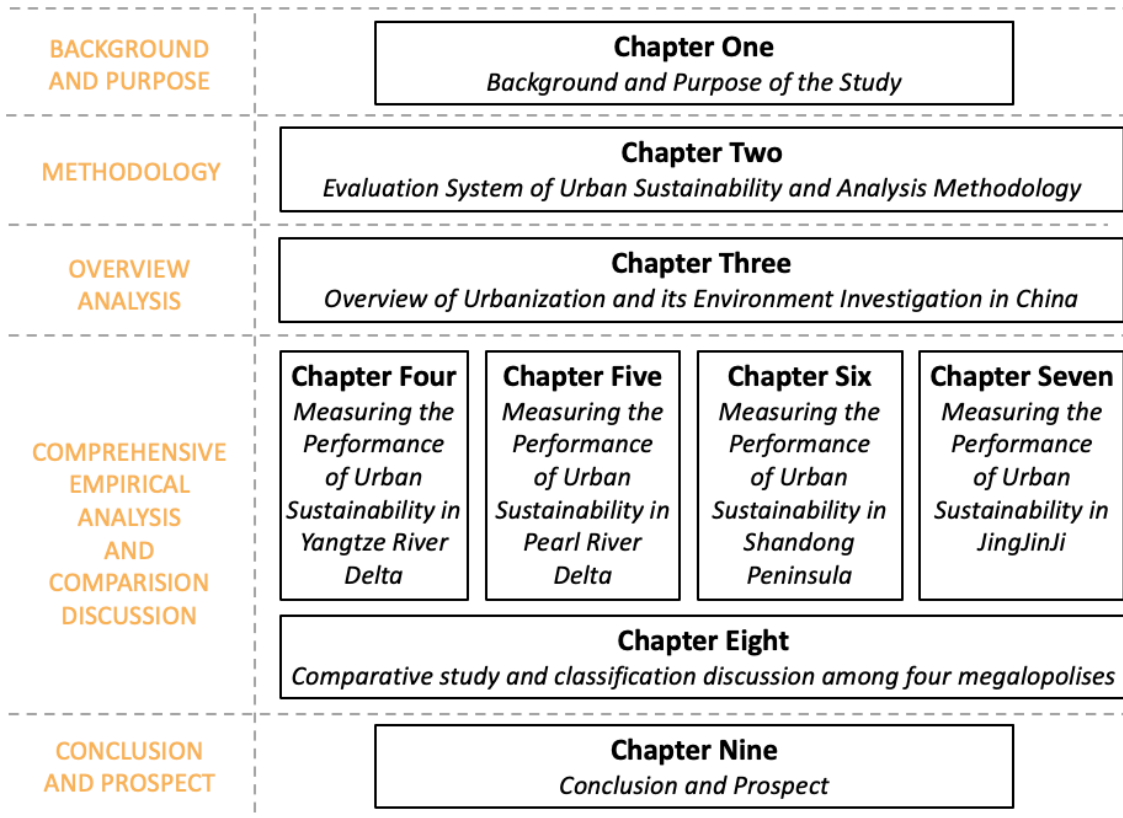 BACKGROUND
AND PURPOSE
Chapter One
Background and Purpose of the Study
METHODOLOGY
Chapter Two
Evaluation System of Urban Sustainability and Analysis Methodology
OVERVIEW
ANALYSIS
Chapter Three
Overview of Urbanization and its Environment Investigation in China
COMPREHENSIVE
EMPIRICAL
ANALYSIS
AND
COMPARISION
DISCUSSION
Chapter Four
Measuring the
Performance
of Urban
Sustainability in
Yangtze River
Delta
Chapter Five
Measuring the
Performance
of Urban
Sustainability in
Pearl River
Delta
Chapter Six
Measuring the
Performance
of Urban
Sustainability in
Shandong
Peninsula
Chapter Seven
Measuring the
Performance
of Urban
Sustainability in
JingJinJi
Chapter Eight
Comparative study and classification discussion among four megalopolises
CONCLUSION
AND PROSPECT
Chapter Nine
Conclusion and Prospect